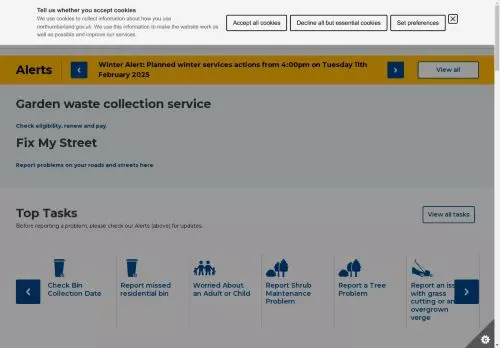 Tell us whether you accept cookies
We use cookies to collect information about how you use
northumberland.gov.uk. We use this information to make the website work as
well as possible and improve our services.
Accept all cookies
Decline all but essential cookies
Set preferences
Alerts
Winter Alert: Planned winter services actions from 4:00pm on Tuesday 11th
February 2025
View all
Garden waste collection service
Check eligibility, renew and pay
Fix My Street
Report problems on your roads and streets here
Top Tasks
Before reporting a problem, please check our Alerts (above) for updates.
View all tasks
Check Bin
Collection Date
Report missed
residential bin
Worried About
an Adult or Child
Report Shrub
Maintenance
Problem
Report a Tree
Problem
Report an iss
with grass
cutting or an
overgrown
verge